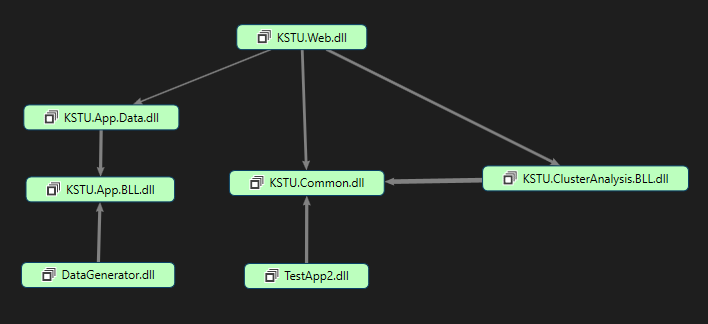 KSTU.Web.dll
KSTU.App.Data.dll
KSTU.App.BLL.dll
KSTU.Common.dll
KSTU.ClusterAnalysis.BLL.dll
DataGenerator.dll
TestApp2.dll